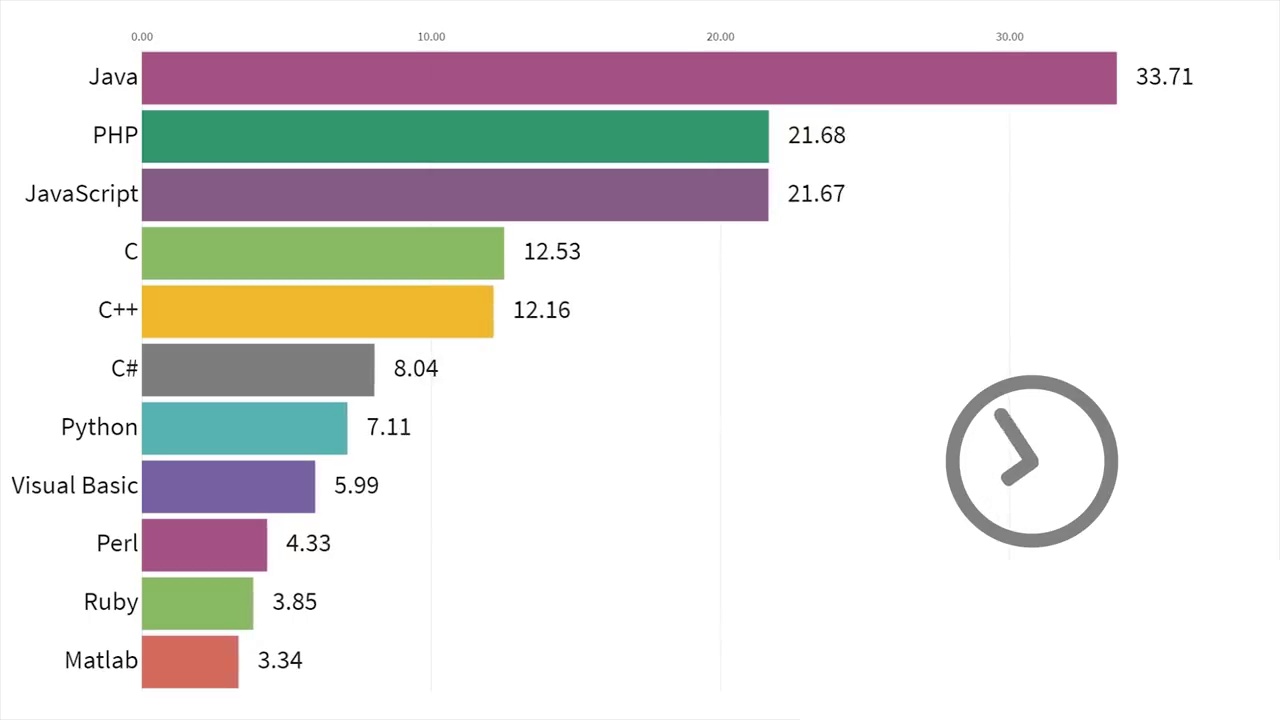 0.00 10.00 20.00 30.00
Java 33.71
PHP 21.68
JavaScript 21.67
C 12.53
C++ 12.16
C# 8.04
Python 7.11
Visual Basic 5.99
Perl 4.33
Ruby 3.85
Matlab 3.34